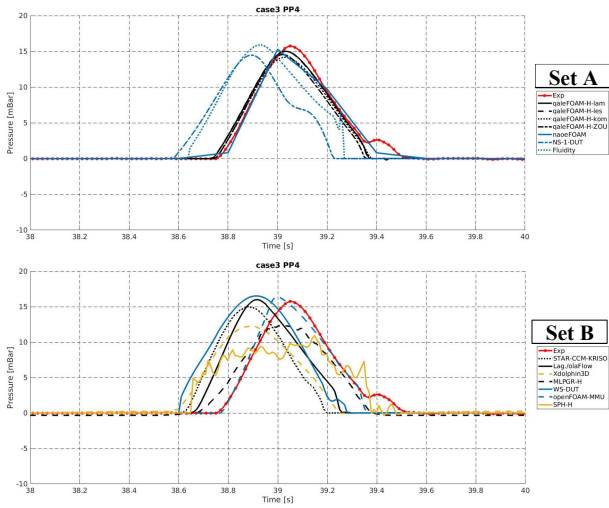 case3 PP4
20
15
10
5
0
-5
-10
Pressure [mBar]
38
38.2
38.4
38.6
38.8
39
39.2
39.4
39.6
39.8
40
Time [s]
Set A
Exp
qaleFOAM-H-lam
qaleFOAM-H-les
qaleFOAM-H-kom
qaleFOAM-H-ZOU
naoeFOAM
NS-1-DUT
Fluidity
case3 PP4
20
15
10
5
0
-5
-10
Pressure [mBar]
38
38.2
38.4
38.6
38.8
39
39.2
39.4
39.6
39.8
40
Time [s]
Set B
Exp
STAR-CCM-KRISO
Lag./olaFlow
Xdolphin3D
MLPGR-H
WS-DUT
openFOAM-MMU
SPH-H